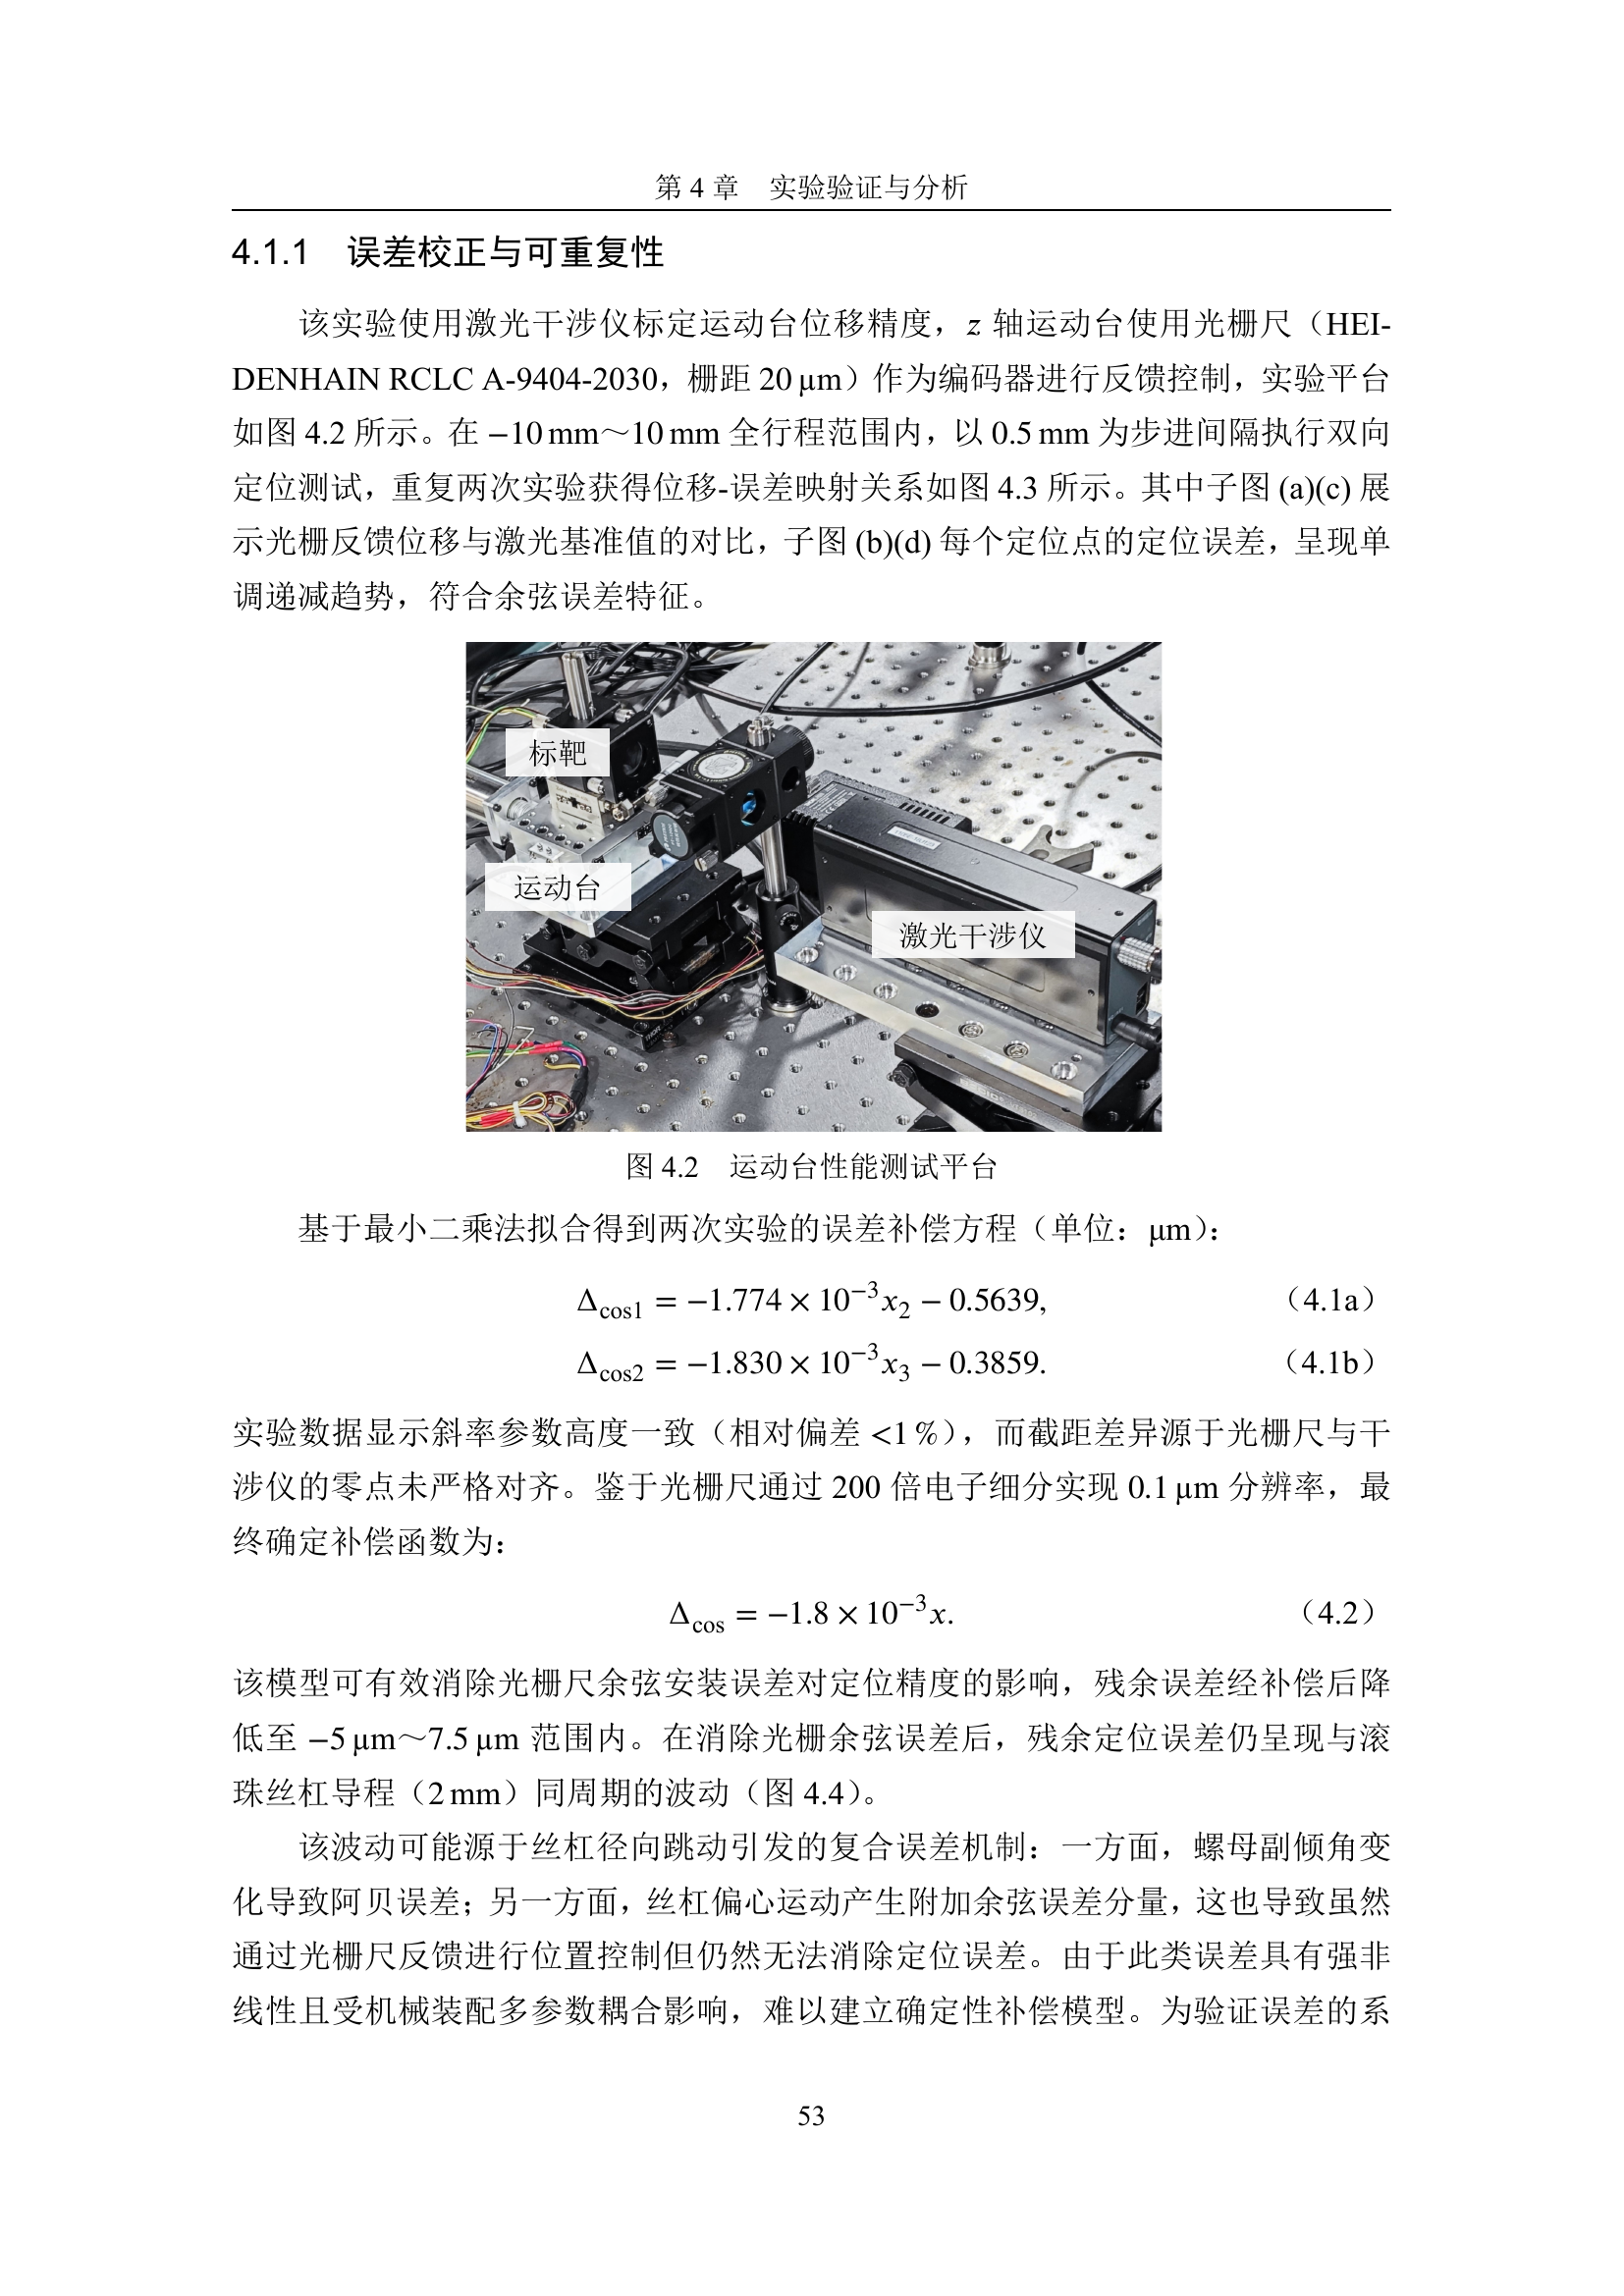 第 4 章　实验验证与分析
4.1.1　误差校正与可重复性
该实验使用激光干涉仪标定运动台位移精度，z 轴运动台使用光栅尺（HEI-
DENHAIN RCLC A-9404-2030，栅距 20 μm）作为编码器进行反馈控制，实验平台
如图 4.2 所示。在 −10 mm～10 mm 全行程范围内，以 0.5 mm 为步进间隔执行双向
定位测试，重复两次实验获得位移-误差映射关系如图 4.3 所示。其中子图 (a)(c) 展
示光栅反馈位移与激光基准值的对比，子图 (b)(d) 每个定位点的定位误差，呈现单
调递减趋势，符合余弦误差特征。
标靶
运动台
激光干涉仪
图 4.2　运动台性能测试平台
基于最小二乘法拟合得到两次实验的误差补偿方程（单位：μm）：
Δcos1 = −1.774 × 10⁻³x₂ − 0.5639,　（4.1a）
Δcos2 = −1.830 × 10⁻³x₃ − 0.3859.　（4.1b）
实验数据显示斜率参数高度一致（相对偏差 <1 %），而截距差异源于光栅尺与干
涉仪的零点未严格对齐。鉴于光栅尺通过 200 倍电子细分实现 0.1 μm 分辨率，最
终确定补偿函数为：
Δcos = −1.8 × 10⁻³x.　（4.2）
该模型可有效消除光栅尺余弦安装误差对定位精度的影响，残余误差经补偿后降
低至 −5 μm～7.5 μm 范围内。在消除光栅余弦误差后，残余定位误差仍呈现与滚
珠丝杠导程（2 mm）同周期的波动（图 4.4）。
该波动可能源于丝杠径向跳动引发的复合误差机制：一方面，螺母副倾角变
化导致阿贝误差；另一方面，丝杠偏心运动产生附加余弦误差分量，这也导致虽然
通过光栅尺反馈进行位置控制但仍然无法消除定位误差。由于此类误差具有强非
线性且受机械装配多参数耦合影响，难以建立确定性补偿模型。为验证误差的系
53